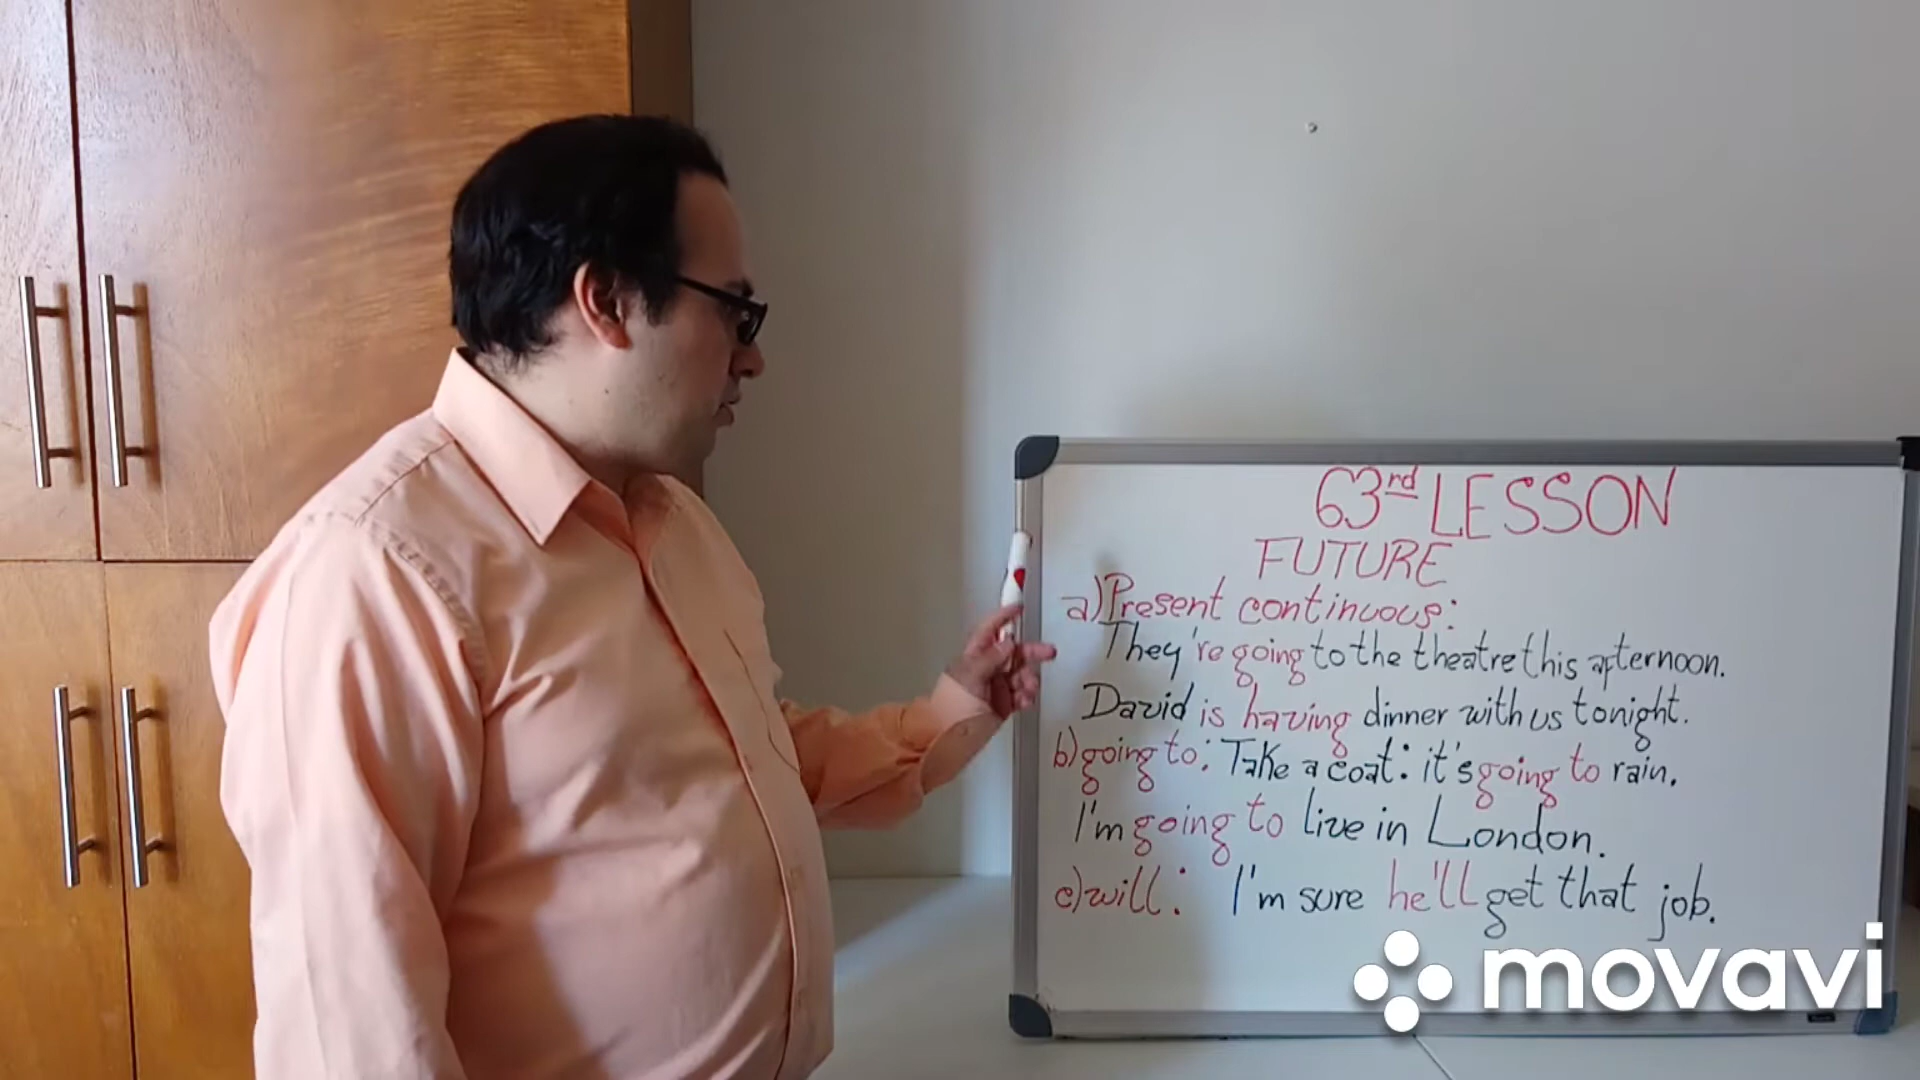 63rd LESSON
FUTURE
a) Present continuous:
They're going to the theatre this afternoon.
David is having dinner with us tonight.
b) going to: Take a coat: it's going to rain.
I'm going to live in London.
c) will: I'm sure he'll get that job.
movavi